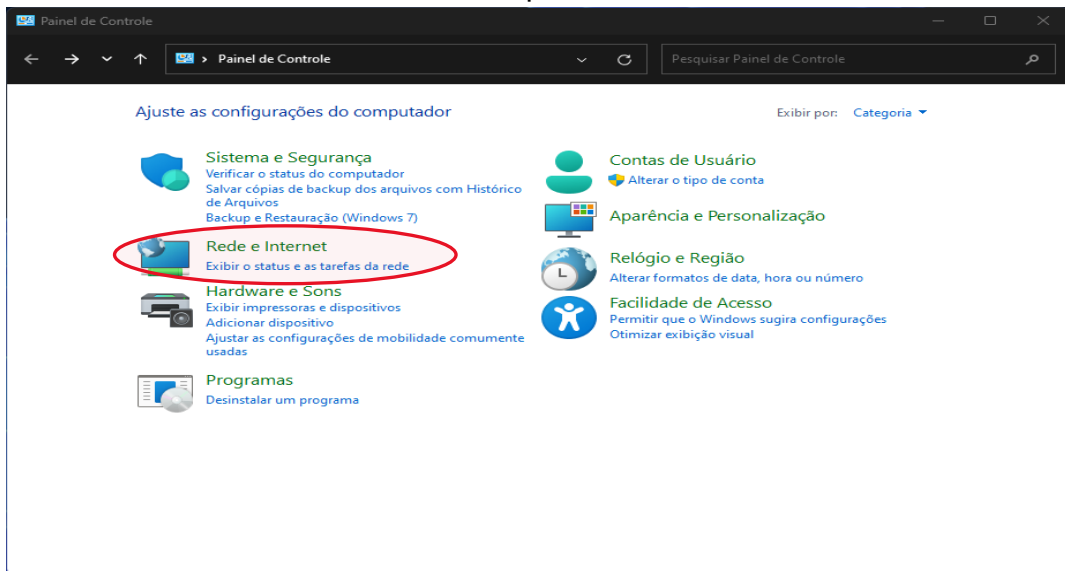 Painel de Controle
Painel de Controle
Pesquisar Painel de Controle
Ajuste as configurações do computador
Exibir por: Categoria
Sistema e Segurança
Verificar o status do computador
Salvar cópias de backup dos arquivos com Histórico
de Arquivos
Backup e Restauração (Windows 7)
Rede e Internet
Exibir o status e as tarefas da rede
Hardware e Sons
Exibir impressoras e dispositivos
Adicionar dispositivo
Ajustar as configurações de mobilidade comumente
usadas
Programas
Desinstalar um programa
Contas de Usuário
Alterar o tipo de conta
Aparência e Personalização
Relógio e Região
Alterar formatos de data, hora ou número
Facilidade de Acesso
Permitir que o Windows sugira configurações
Otimizar exibição visual